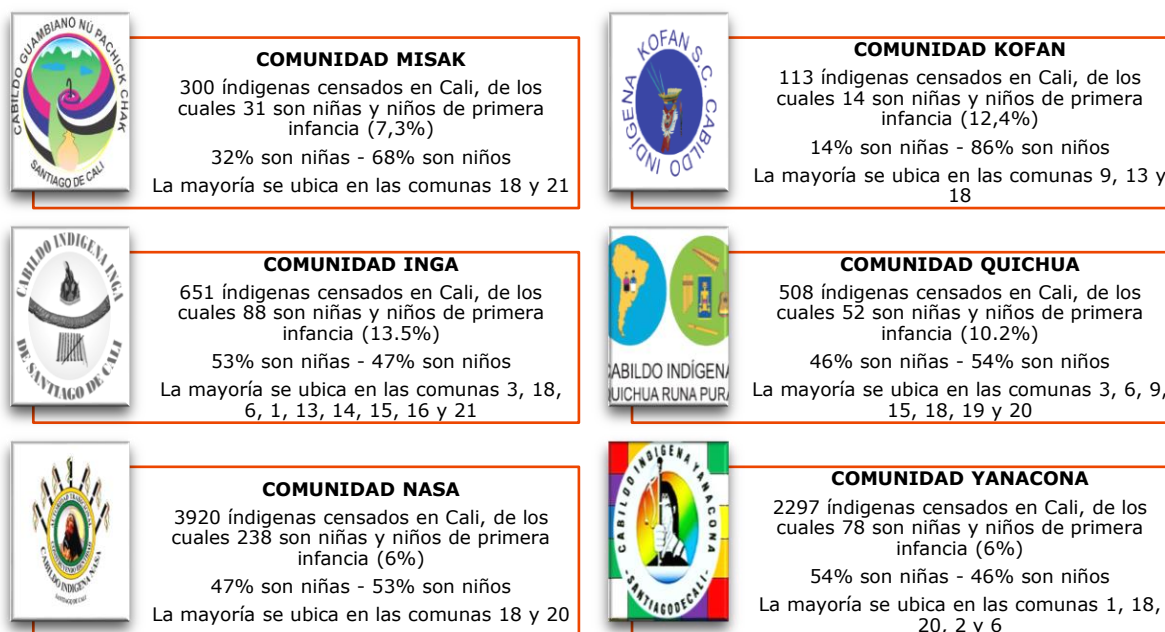 CABILDO GUAMBIANO NÚ PACHICK CHAK
SANTIAGO DE CALI
COMUNIDAD MISAK
300 índigenas censados en Cali, de los
cuales 31 son niñas y niños de primera
infancia (7,3%)
32% son niñas - 68% son niños
La mayoría se ubica en las comunas 18 y 21
KOFAN S.C. CABILDO INDÍGENA
COMUNIDAD KOFAN
113 índigenas censados en Cali, de los
cuales 14 son niñas y niños de primera
infancia (12,4%)
14% son niñas - 86% son niños
La mayoría se ubica en las comunas 9, 13 y
18
CABILDO INDIGENA INGA
DE SANTIAGO DE CALI
COMUNIDAD INGA
651 índigenas censados en Cali, de los
cuales 88 son niñas y niños de primera
infancia (13.5%)
53% son niñas - 47% son niños
La mayoría se ubica en las comunas 3, 18,
6, 1, 13, 14, 15, 16 y 21
CABILDO INDÍGENA
QUICHUA RUNA PURA
COMUNIDAD QUICHUA
508 índigenas censados en Cali, de los
cuales 52 son niñas y niños de primera
infancia (10.2%)
46% son niñas - 54% son niños
La mayoría se ubica en las comunas 3, 6, 9,
15, 18, 19 y 20
CABILDO INDIGENA NASA
SANTIAGO DE CALI
COMUNIDAD NASA
3920 índigenas censados en Cali, de los
cuales 238 son niñas y niños de primera
infancia (6%)
47% son niñas - 53% son niños
La mayoría se ubica en las comunas 18 y 20
CABILDO INDIGENA YANACONA
-SANTIAGODECALI-
COMUNIDAD YANACONA
2297 índigenas censados en Cali, de los
cuales 78 son niñas y niños de primera
infancia (6%)
54% son niñas - 46% son niños
La mayoría se ubica en las comunas 1, 18,
20, 2 y 6